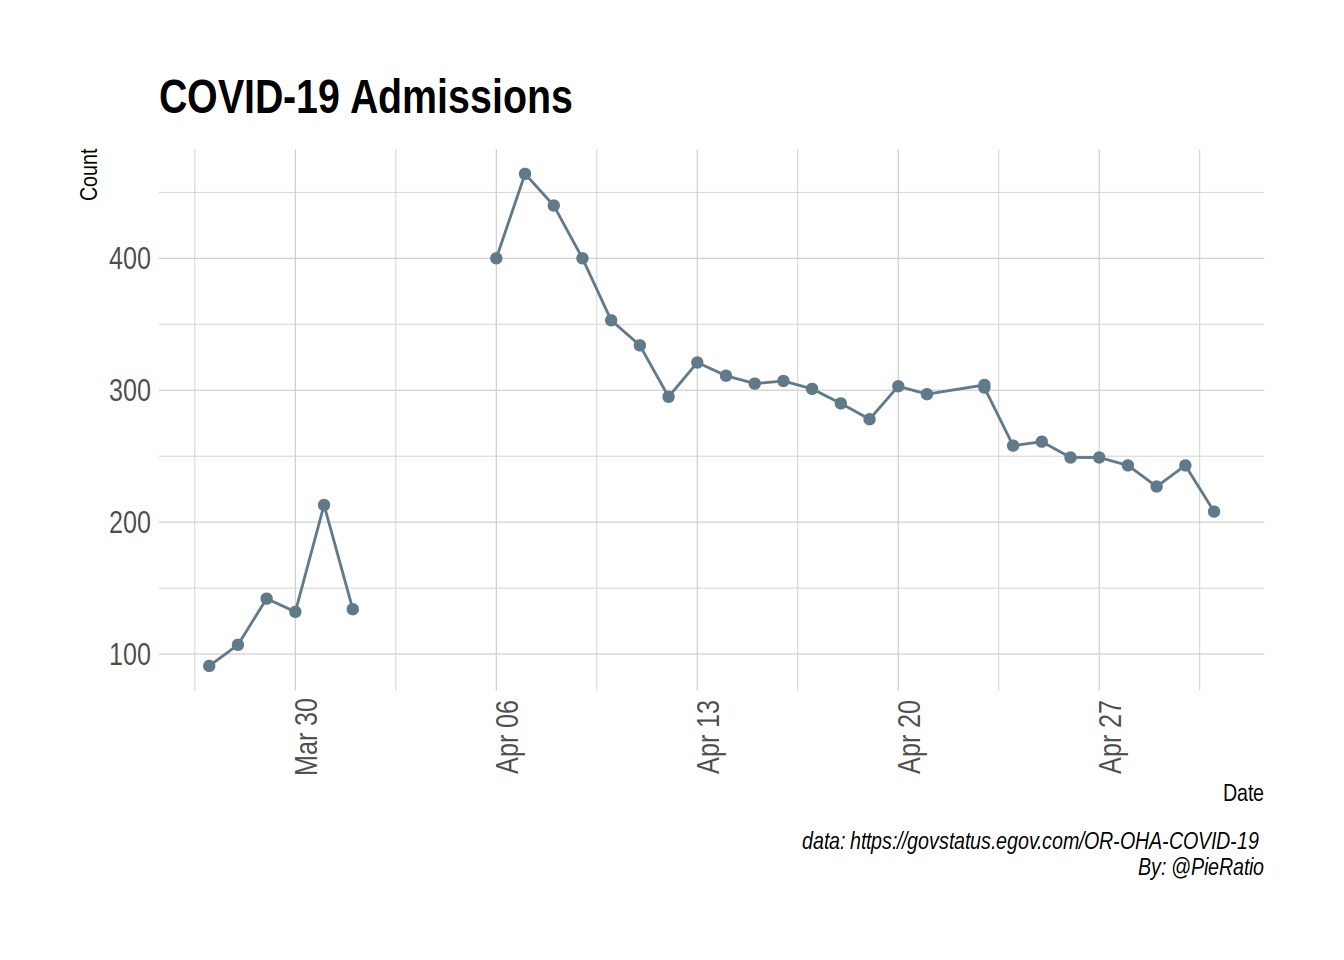 COVID-19 Admissions
Count
400
300
200
100
Mar 30
Apr 06
Apr 13
Apr 20
Apr 27
Date
data: https://govstatus.egov.com/OR-OHA-COVID-19
By: @PieRatio